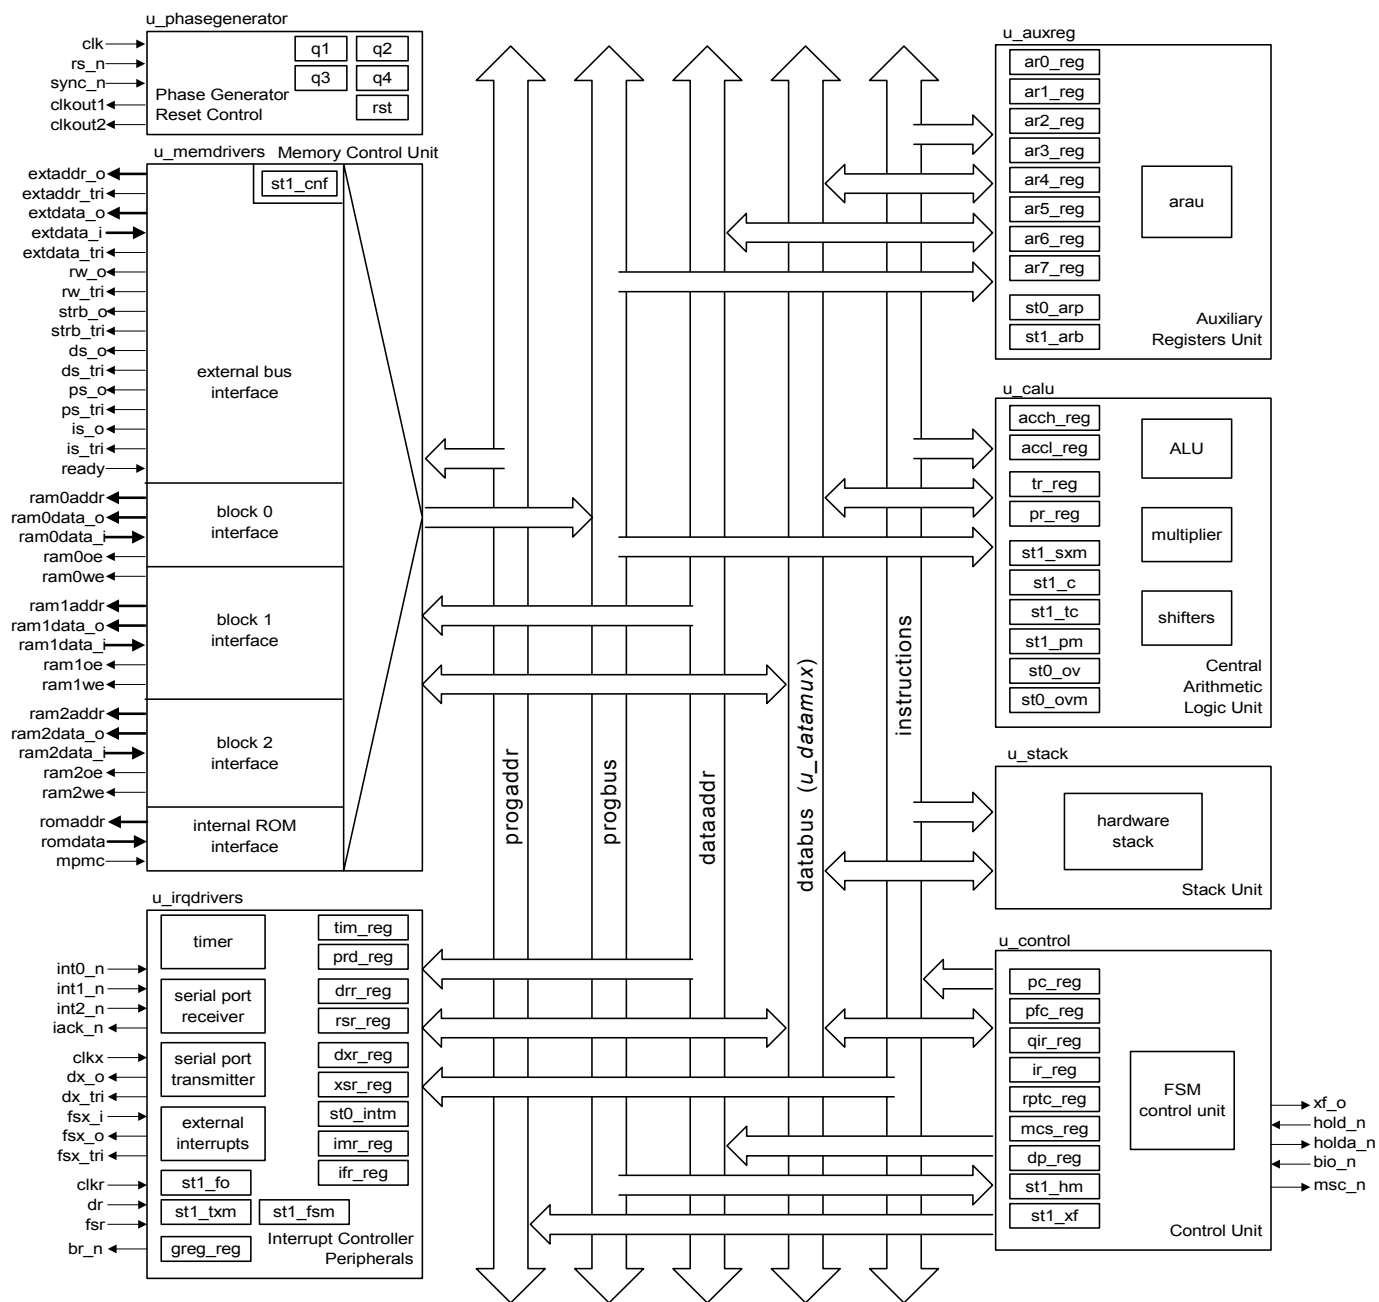 u_phasegenerator
clk
rs_n
sync_n
clkout1
clkout2
q1
q2
q3
q4
rst
Phase Generator
Reset Control
u_memdrivers
Memory Control Unit
st1_cnf
extaddr_o
extaddr_tri
extdata_o
extdata_i
extdata_tri
rw_o
rw_tri
strb_o
strb_tri
ds_o
ds_tri
ps_o
ps_tri
is_o
is_tri
ready
external bus
interface
ram0addr
ram0data_o
ram0data_i
ram0oe
ram0we
block 0
interface
ram1addr
ram1data_o
ram1data_i
ram1oe
ram1we
block 1
interface
ram2addr
ram2data_o
ram2data_i
ram2oe
ram2we
block 2
interface
romaddr
romdata
mpmc
internal ROM
interface
u_irqdrivers
int0_n
int1_n
int2_n
iack_n
clkx
dx_o
dx_tri
fsx_i
fsx_o
fsx_tri
clkr
dr
fsr
br_n
timer
serial port
receiver
serial port
transmitter
external
interrupts
st1_fo
st1_txm
st1_fsm
greg_reg
tim_reg
prd_reg
drr_reg
rsr_reg
dxr_reg
xsr_reg
st0_intm
imr_reg
ifr_reg
Interrupt Controller
Peripherals
progaddr
progbus
dataaddr
databus (u_datamux)
instructions
u_auxreg
ar0_reg
ar1_reg
ar2_reg
ar3_reg
ar4_reg
ar5_reg
ar6_reg
ar7_reg
st0_arp
st1_arb
arau
Auxiliary
Registers Unit
u_calu
acch_reg
accl_reg
tr_reg
pr_reg
st1_sxm
st1_c
st1_tc
st1_pm
st0_ov
st0_ovm
ALU
multiplier
shifters
Central
Arithmetic
Logic Unit
u_stack
hardware
stack
Stack Unit
u_control
pc_reg
pfc_reg
qir_reg
ir_reg
rptc_reg
mcs_reg
dp_reg
st1_hm
st1_xf
FSM
control unit
Control Unit
xf_o
hold_n
holda_n
bio_n
msc_n